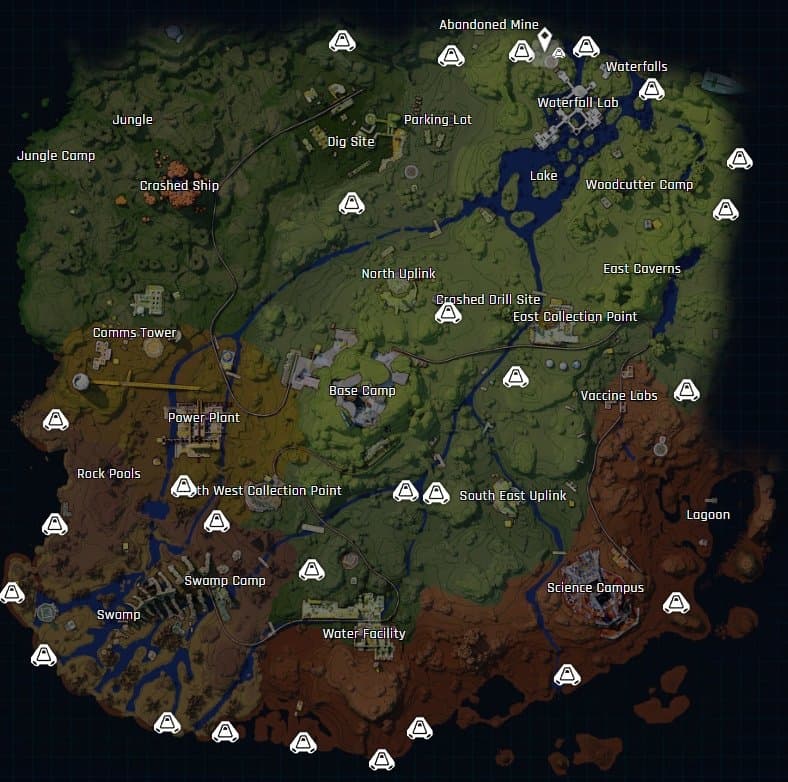 Abandoned Mine
Waterfalls
Waterfall Lab
Jungle
Parking Lot
Dig Site
Jungle Camp
Crashed Ship
Lake
Woodcutter Camp
North Uplink
East Caverns
Crashed Drill Site
East Collection Point
Comms Tower
Base Camp
Vaccine Labs
Power Plant
Rock Pools
th West Collection Point
South East Uplink
Lagoon
Swamp Camp
Science Campus
Swamp
Water Facility